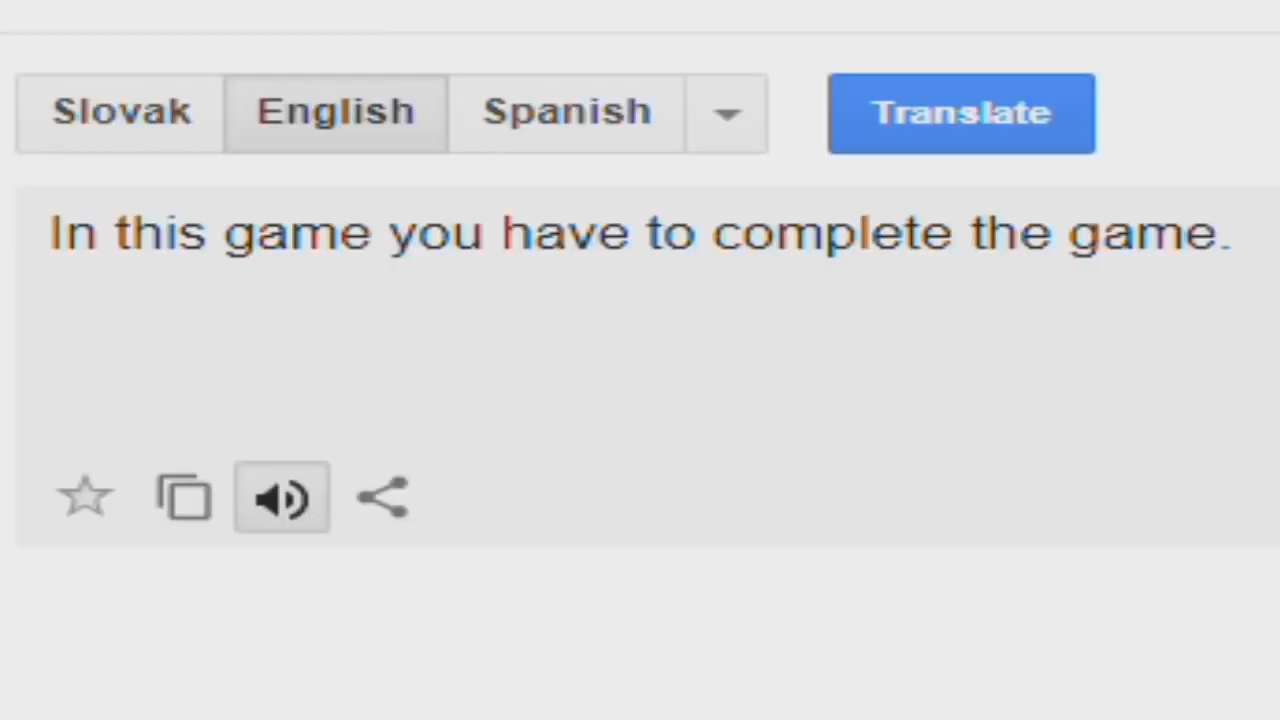 Slovak English Spanish Translate
In this game you have to complete the game.